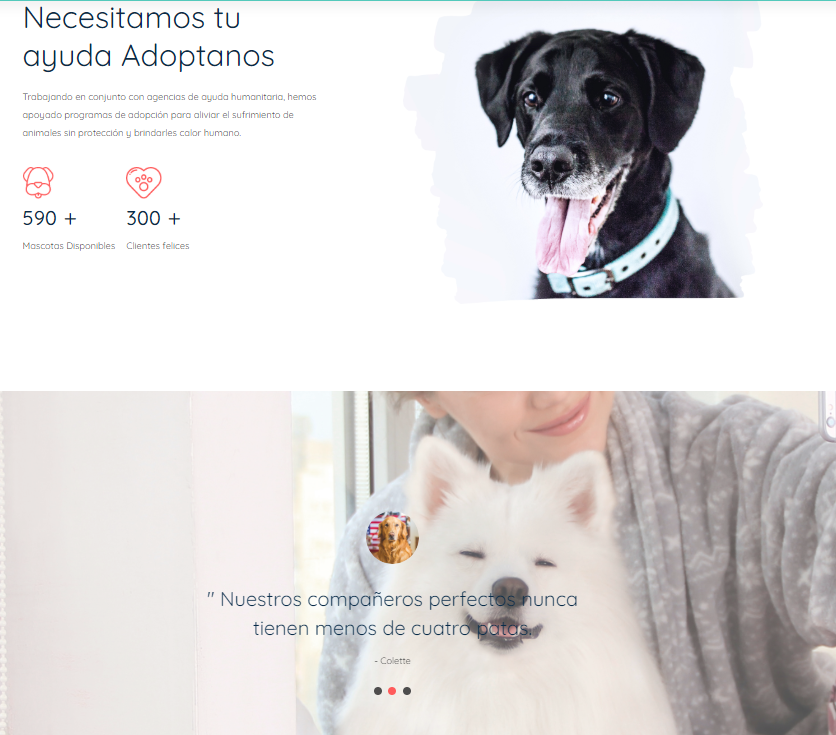 Necesitamos tu
ayuda Adoptanos
Trabajando en conjunto con agencias de ayuda humanitaria, hemos
apoyado programas de adopción para aliviar el sufrimiento de
animales sin protección y brindarles calor humano.
590 + 300 +
Mascotas Disponibles Clientes felices
" Nuestros compañeros perfectos nunca
tienen menos de cuatro patas.
- Colette